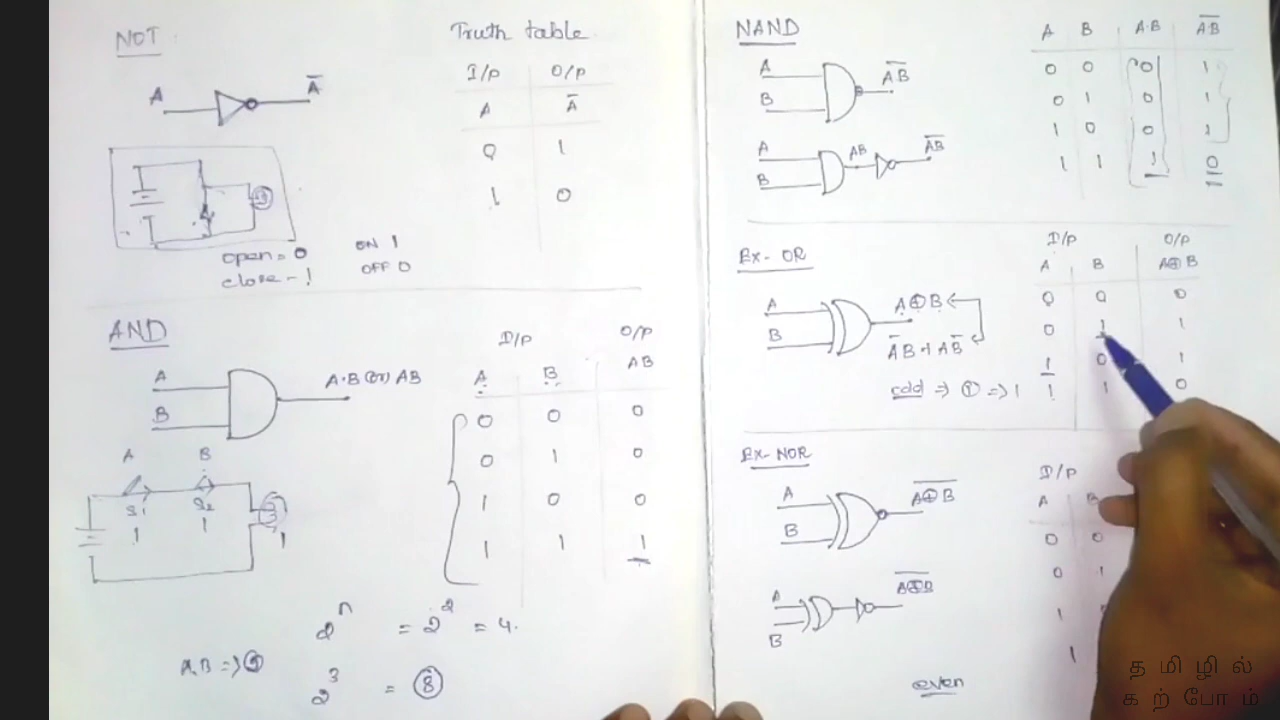 NOT
Truth table
A
A̅
I/P O/P
A A̅
0 1
1 0
open = 0
close - 1
ON 1
OFF 0
AND
A
B
A·B (or) AB
I/P O/P
A B AB
0 0 0
0 1 0
1 0 0
1 1 1
A B
S1 S2
1 1 1
2ⁿ = 2² = 4.
A, B =>
2³ = 8
NAND
A
B
A̅B̅
A
B
AB
A̅B̅
A B A·B A̅·̅B̅
0 0 0 1
0 1 0 1
1 0 0 1
1 1 1 0
Ex-OR
A
B
A⊕B
A̅B + AB̅
odd => 1 => 1
I/P O/P
A B A⊕B
0 0 0
0 1 1
1 0 1
1 1 0
Ex-NOR
A
B
A̅⊕̅B̅
A
B
A̅⊕̅B̅
I/P
A B
0 0
0 1
1
1
even
தமிழில்
கற்போம்